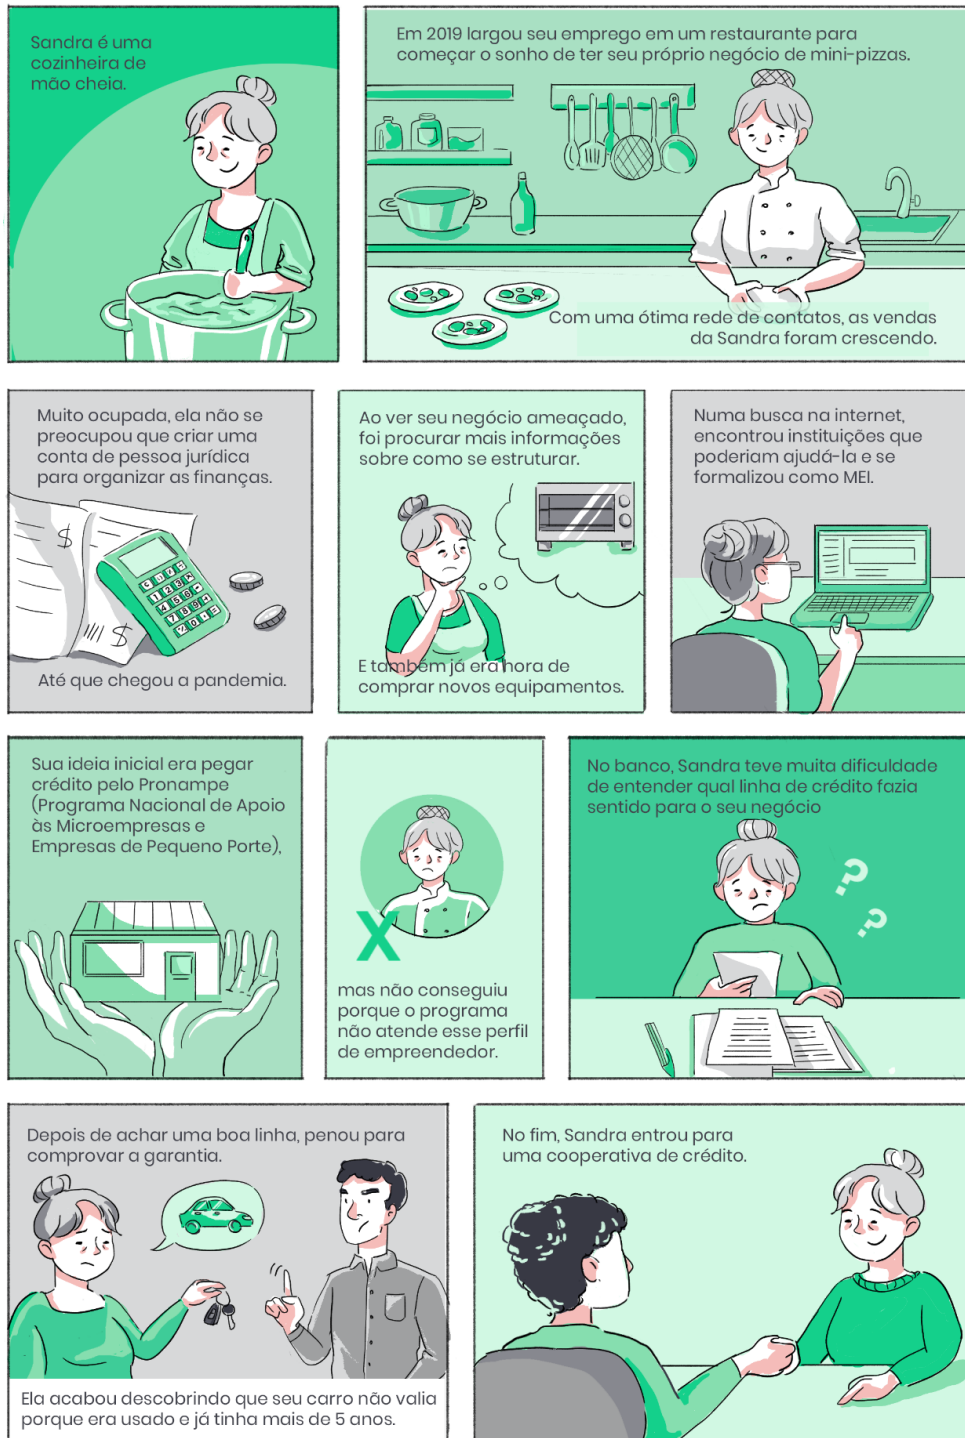 Sandra é uma
cozinheira de
mão cheia.
Em 2019 largou seu emprego em um restaurante para
começar o sonho de ter seu próprio negócio de mini-pizzas.
Com uma ótima rede de contatos, as vendas
da Sandra foram crescendo.
Muito ocupada, ela não se
preocupou que criar uma
conta de pessoa jurídica
para organizar as finanças.
$
$
Até que chegou a pandemia.
Ao ver seu negócio ameaçado,
foi procurar mais informações
sobre como se estruturar.
E também já era hora de
comprar novos equipamentos.
Numa busca na internet,
encontrou instituições que
poderiam ajudá-la e se
formalizou como MEI.
Sua ideia inicial era pegar
crédito pelo Pronampe
(Programa Nacional de Apoio
às Microempresas e
Empresas de Pequeno Porte),
X
mas não conseguiu
porque o programa
não atende esse perfil
de empreendedor.
No banco, Sandra teve muita dificuldade
de entender qual linha de crédito fazia
sentido para o seu negócio
?
?
Depois de achar uma boa linha, penou para
comprovar a garantia.
Ela acabou descobrindo que seu carro não valia
porque era usado e já tinha mais de 5 anos.
No fim, Sandra entrou para
uma cooperativa de crédito.